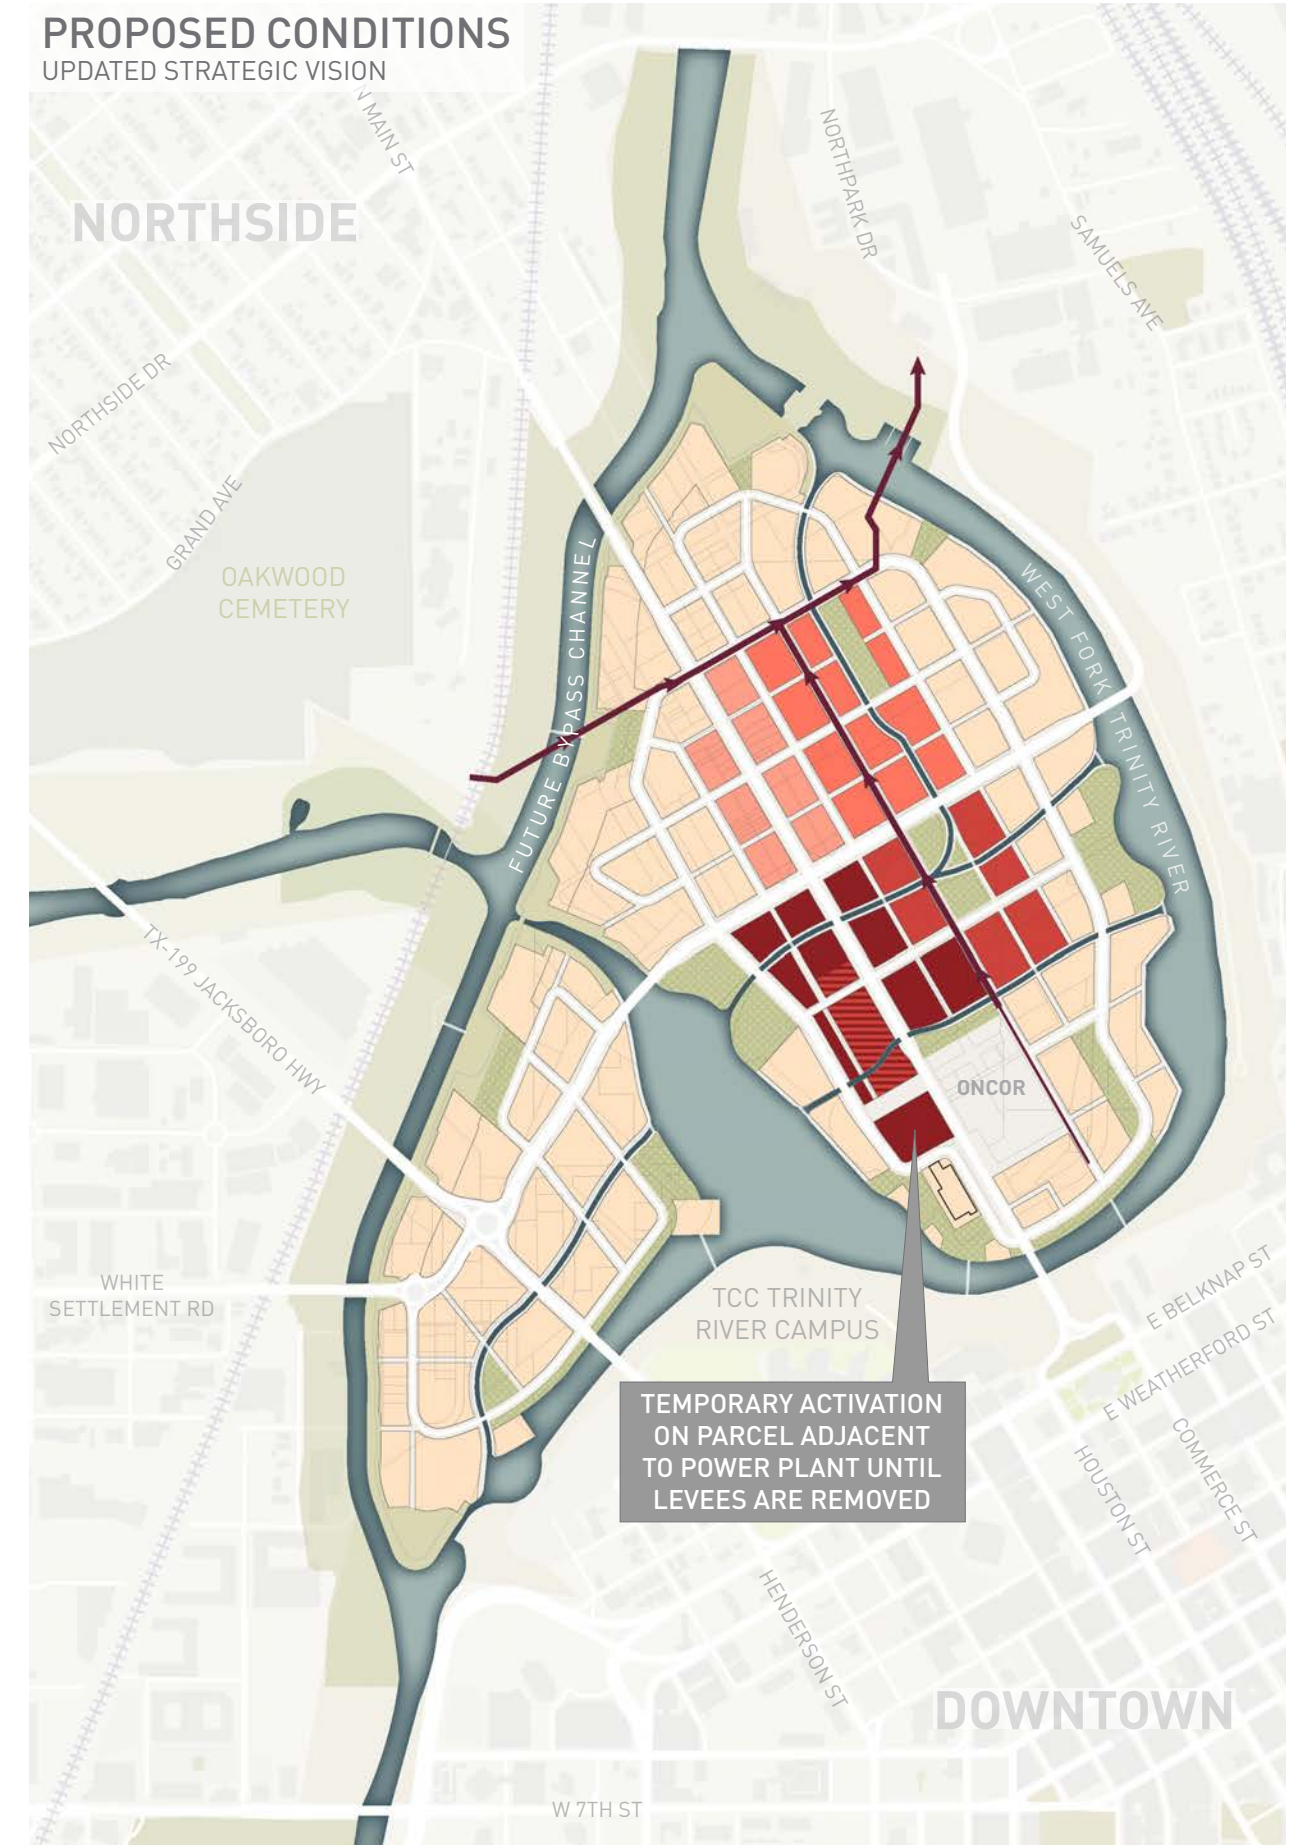 PROPOSED CONDITIONS
UPDATED STRATEGIC VISION
N MAIN ST
NORTHPARK DR
NORTHSIDE
SAMUELS AVE
NORTHSIDE DR
GRAND AVE
OAKWOOD
CEMETERY
FUTURE BYPASS CHANNEL
WEST FORK TRINITY RIVER
TX-199 JACKSBORO HWY
ONCOR
WHITE
SETTLEMENT RD
TCC TRINITY
RIVER CAMPUS
E BELKNAP ST
E WEATHERFORD ST
TEMPORARY ACTIVATION
ON PARCEL ADJACENT
TO POWER PLANT UNTIL
LEVEES ARE REMOVED
COMMERCE ST
HOUSTON ST
HENDERSON ST
DOWNTOWN
W 7TH ST